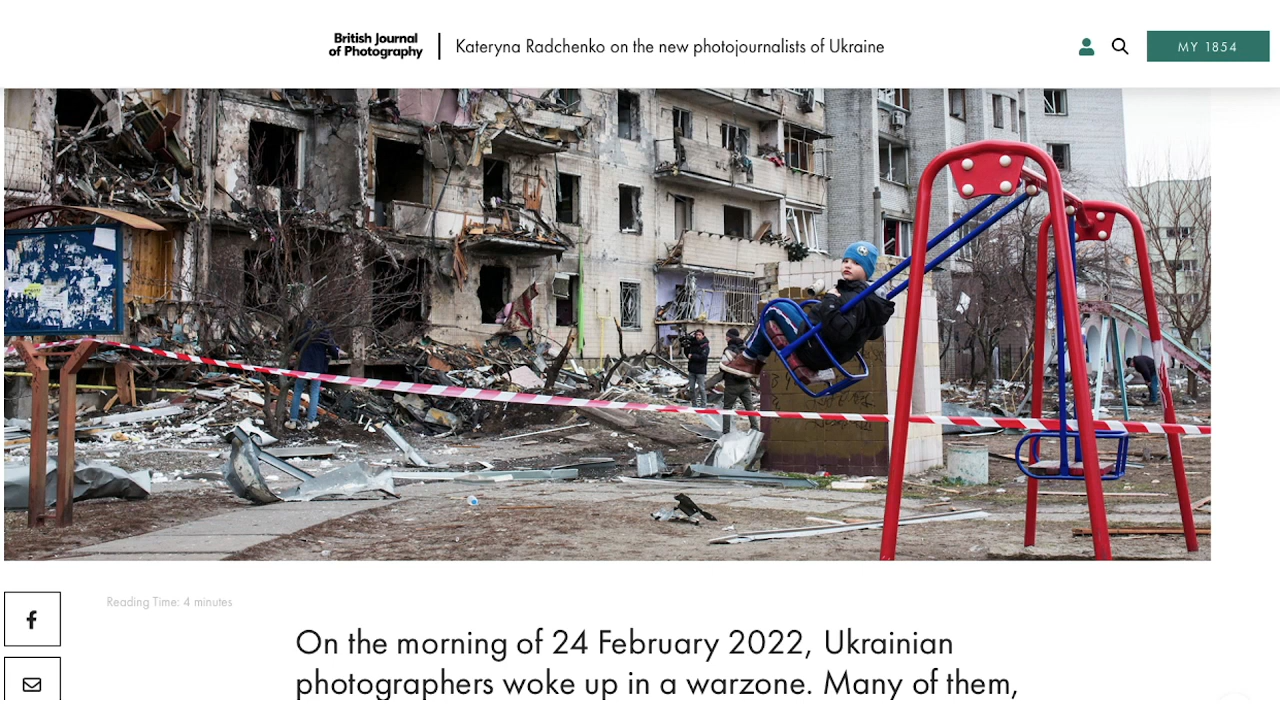 British Journal
of Photography
Kateryna Radchenko on the new photojournalists of Ukraine
MY 1854
Reading Time: 4 minutes
On the morning of 24 February 2022, Ukrainian
photographers woke up in a warzone. Many of them,